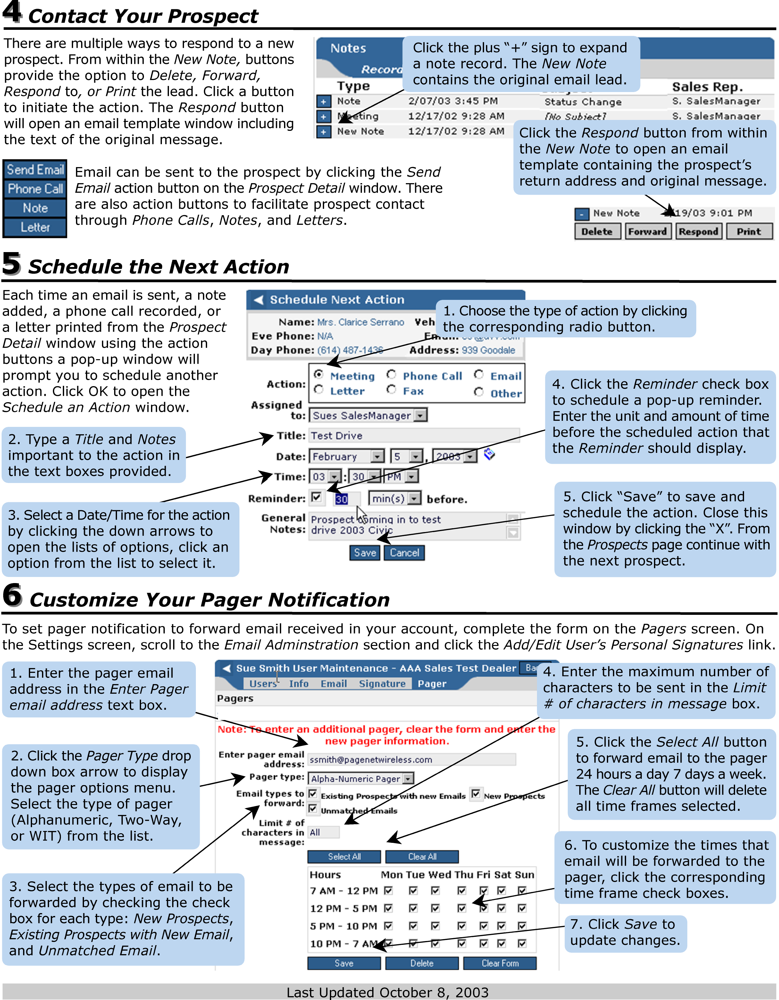 4 Contact Your Prospect
There are multiple ways to respond to a new
prospect. From within the New Note, buttons
provide the option to Delete, Forward,
Respond to, or Print the lead. Click a button
to initiate the action. The Respond button
will open an email template window including
the text of the original message.
Notes
Click the plus “+” sign to expand
a note record. The New Note
contains the original email lead.
Type
Sales Rep.
+ Note 2/07/03 3:45 PM Status Change S. SalesManager
+ Meeting 12/17/02 9:28 AM [No Subject] S. SalesManager
+ New Note 12/17/02 9:28 AM
Click the Respond button from within
the New Note to open an email
template containing the prospect’s
return address and original message.
- New Note 2/19/03 9:01 PM
Delete Forward Respond Print
Send Email
Phone Call
Note
Letter
Email can be sent to the prospect by clicking the Send
Email action button on the Prospect Detail window. There
are also action buttons to facilitate prospect contact
through Phone Calls, Notes, and Letters.
5 Schedule the Next Action
Each time an email is sent, a note
added, a phone call recorded, or
a letter printed from the Prospect
Detail window using the action
buttons a pop-up window will
prompt you to schedule another
action. Click OK to open the
Schedule an Action window.
Schedule Next Action
Name: Mrs. Clarice Serrano
Eve Phone: N/A
Day Phone: (614) 487-1436 Address: 939 Goodale
1. Choose the type of action by clicking
the corresponding radio button.
Action: Meeting Phone Call Email
Letter Fax Other
Assigned
to: Sues SalesManager
Title: Test Drive
Date: February 5 , 2003
Time: 03 : 30 PM
Reminder: 30 min(s) before.
General
Notes:
Prospect coming in to test
drive 2003 Civic
Save Cancel
2. Type a Title and Notes
important to the action in
the text boxes provided.
3. Select a Date/Time for the action
by clicking the down arrows to
open the lists of options, click an
option from the list to select it.
4. Click the Reminder check box
to schedule a pop-up reminder.
Enter the unit and amount of time
before the scheduled action that
the Reminder should display.
5. Click “Save” to save and
schedule the action. Close this
window by clicking the “X”. From
the Prospects page continue with
the next prospect.
6 Customize Your Pager Notification
To set pager notification to forward email received in your account, complete the form on the Pagers screen. On
the Settings screen, scroll to the Email Adminstration section and click the Add/Edit User’s Personal Signatures link.
1. Enter the pager email
address in the Enter Pager
email address text box.
2. Click the Pager Type drop
down box arrow to display
the pager options menu.
Select the type of pager
(Alphanumeric, Two-Way,
or WIT) from the list.
3. Select the types of email to be
forwarded by checking the check
box for each type: New Prospects,
Existing Prospects with New Email,
and Unmatched Email.
Sue Smith User Maintenance - AAA Sales Test Dealer
Users Info Email Signature Pager
Pagers
Note: To enter an additional pager, clear the form and enter the
new pager information.
Enter pager email
address: ssmith@pagenetwireless.com
Pager type: Alpha-Numeric Pager
Email types to
forward:
Existing Prospects with new Emails New Prospects
Unmatched Emails
Limit # of
characters in
message:
All
Select All Clear All
Hours Mon Tue Wed Thu Fri Sat Sun
7 AM - 12 PM
12 PM - 5 PM
5 PM - 10 PM
10 PM - 7 AM
Save Delete Clear Form
4. Enter the maximum number of
characters to be sent in the Limit
# of characters in message box.
5. Click the Select All button
to forward email to the pager
24 hours a day 7 days a week.
The Clear All button will delete
all time frames selected.
6. To customize the times that
email will be forwarded to the
pager, click the corresponding
time frame check boxes.
7. Click Save to
update changes.
Last Updated October 8, 2003